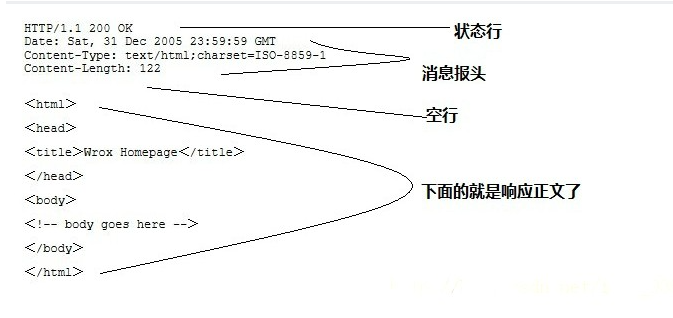 HTTP/1.1 200 OK
状态行
Date: Sat, 31 Dec 2005 23:59:59 GMT
Content-Type: text/html;charset=ISO-8859-1
Content-Length: 122
消息报头
空行
<html>
<head>
<title>Wrox Homepage</title>
</head>
<body>
下面的就是响应正文了
<!-- body goes here -->
</body>
</html>